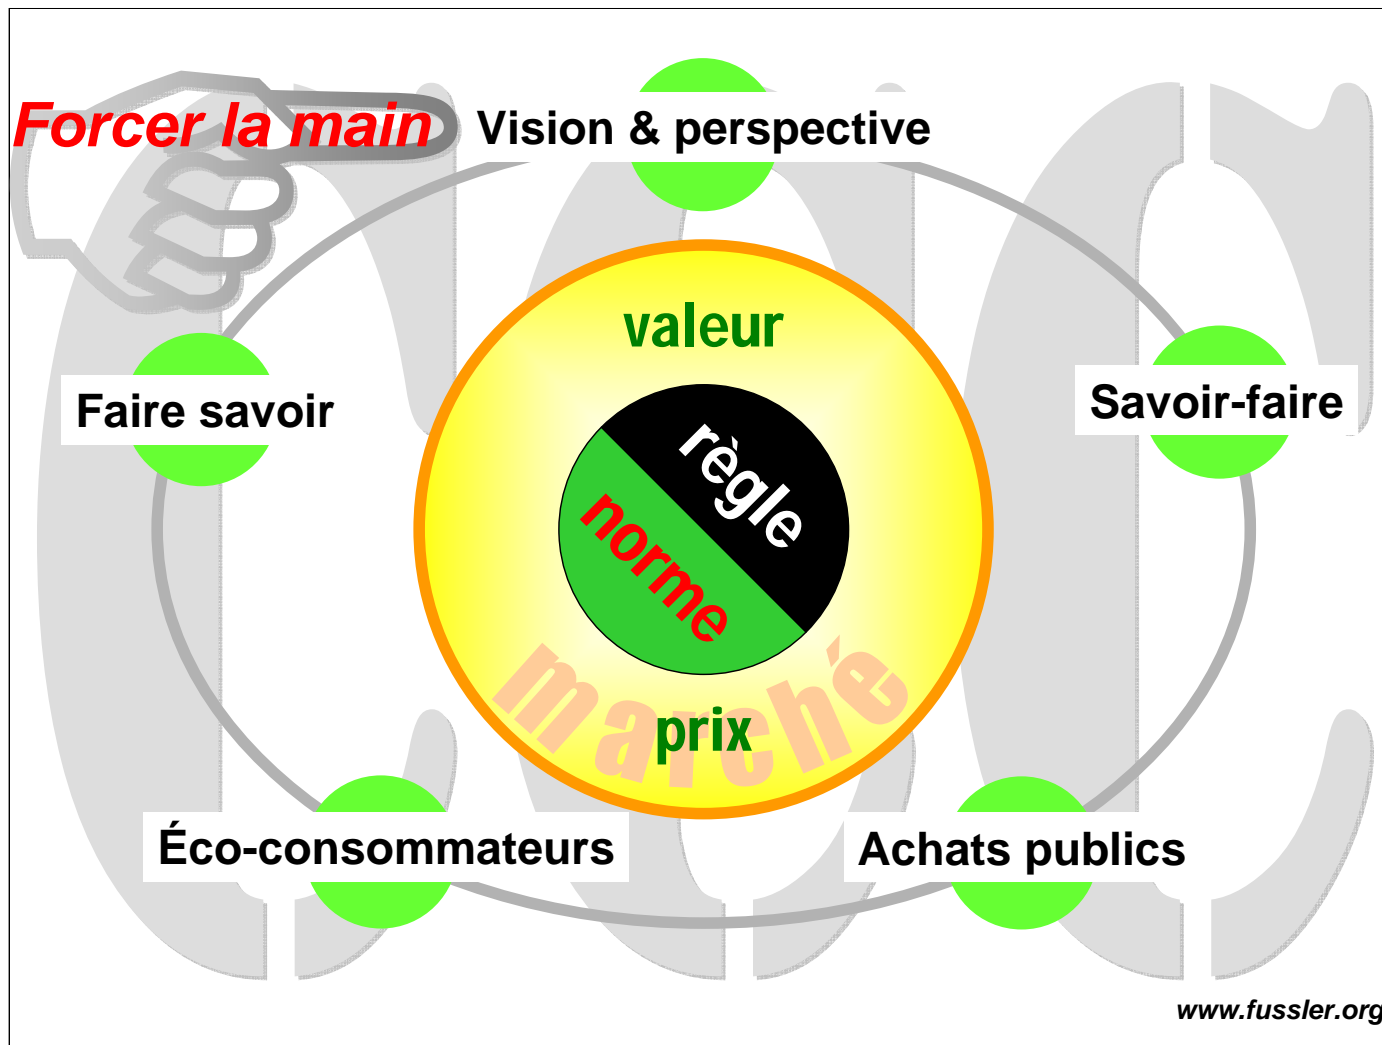 Forcer la main
Vision & perspective
valeur
Faire savoir
Savoir-faire
règle
norme
marché
prix
Éco-consommateurs
Achats publics
www.fussler.org